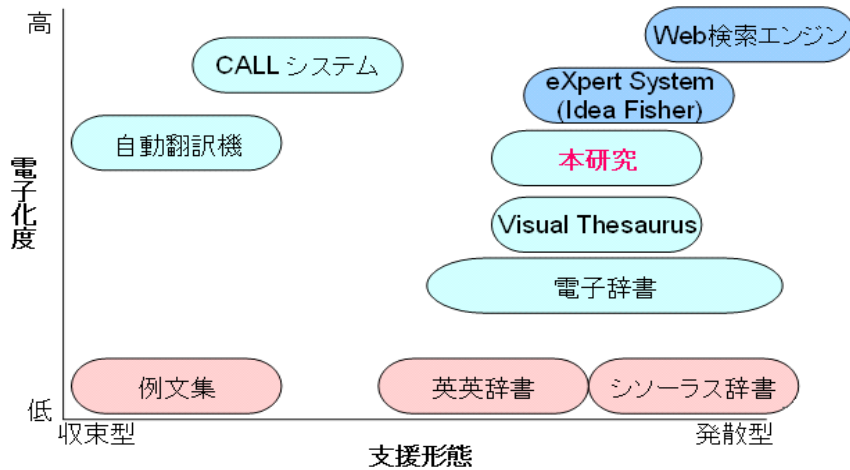 高
Web検索エンジン
CALL システム
eXpert System
(Idea Fisher)
自動翻訳機
本研究
電子化度
Visual Thesaurus
電子辞書
例文集
英英辞書
シソーラス辞書
低
収束型
発散型
支援形態